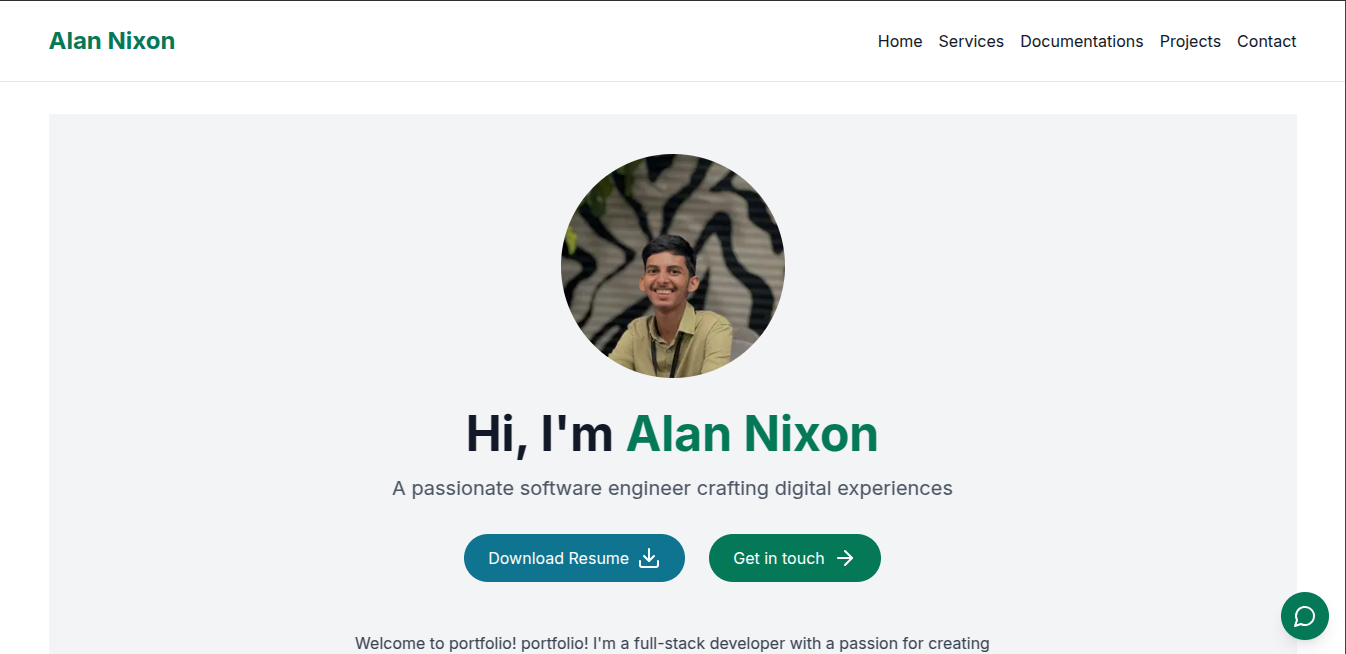 Alan Nixon
Home Services Documentations Projects Contact
Hi, I'm Alan Nixon
A passionate software engineer crafting digital experiences
Download Resume
Get in touch
Welcome to portfolio! portfolio! I'm a full-stack developer with a passion for creating